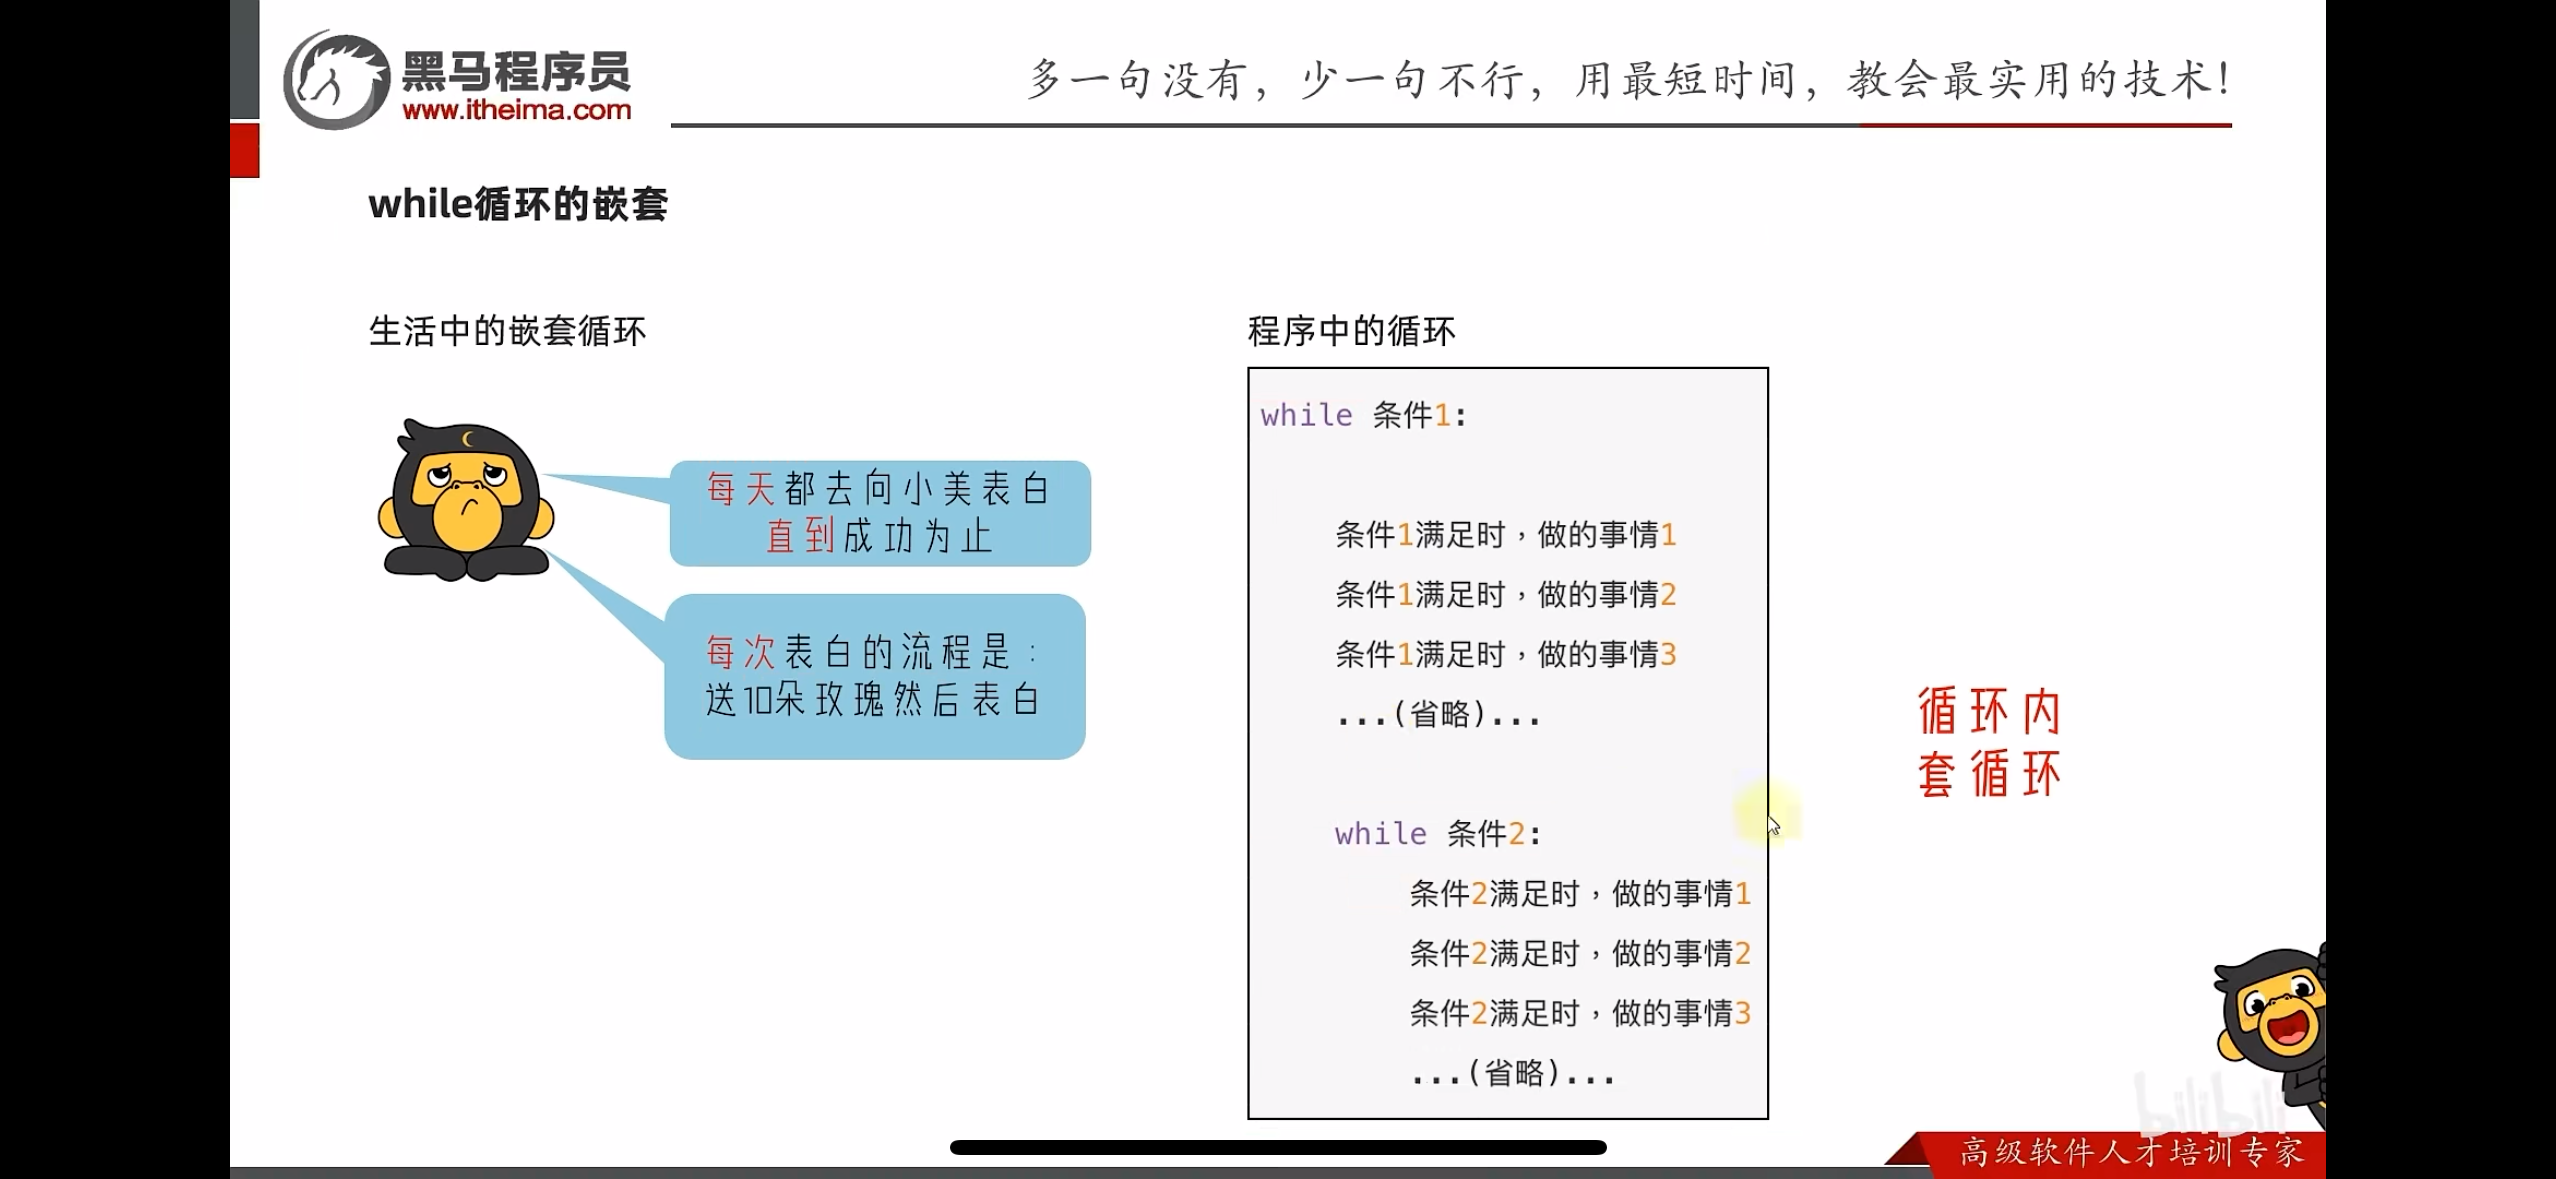 黑马程序员
www.itheima.com
多一句没有，少一句不行，用最短时间，教会最实用的技术！
while循环的嵌套
生活中的嵌套循环
每天都去向小美表白
直到成功为止
每次表白的流程是：
送10朵玫瑰然后表白
程序中的循环
while 条件1:
条件1满足时，做的事情1
条件1满足时，做的事情2
条件1满足时，做的事情3
...(省略)...
while 条件2:
条件2满足时，做的事情1
条件2满足时，做的事情2
条件2满足时，做的事情3
...(省略)...
循环内
套循环
bilibili
高级软件人才培训专家